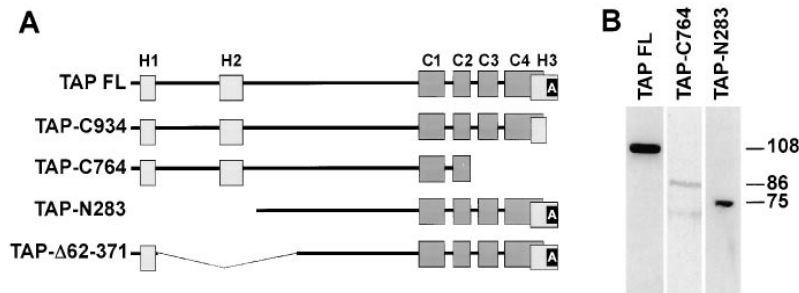 A
H1 H2 C1 C2 C3 C4 H3
TAP FL A
TAP-C934
TAP-C764
TAP-N283 A
TAP-Δ62-371 A
B
TAP FL
TAP-C764
TAP-N283
108
86
75